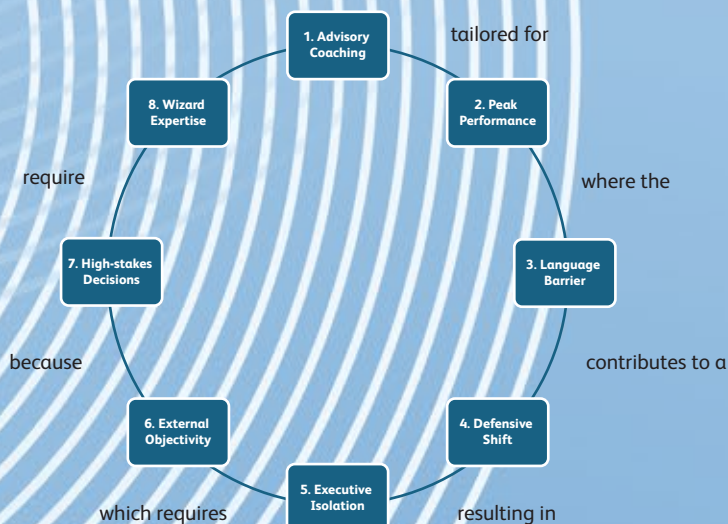 1. Advisory
Coaching
tailored for
2. Peak
Performance
where the
3. Language
Barrier
contributes to a
4. Defensive
Shift
resulting in
5. Executive
Isolation
which requires
6. External
Objectivity
because
7. High-stakes
Decisions
require
8. Wizard
Expertise